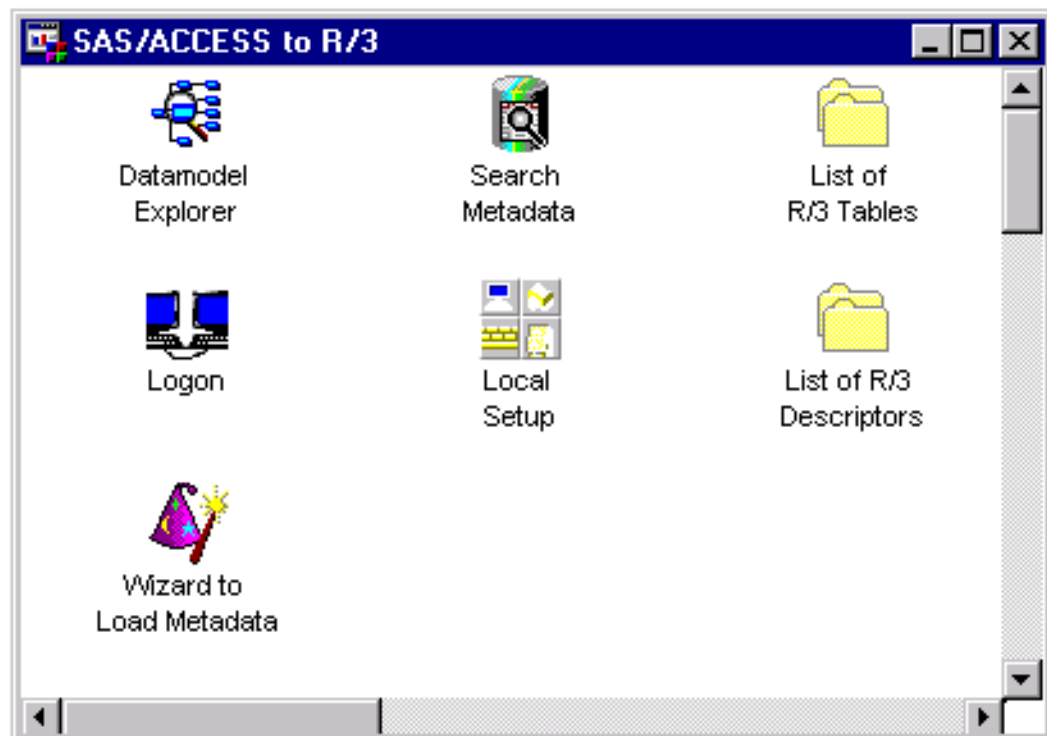 SAS/ACCESS to R/3
Datamodel
Explorer
Search
Metadata
List of
R/3 Tables
Logon
Local
Setup
List of R/3
Descriptors
Wizard to
Load Metadata